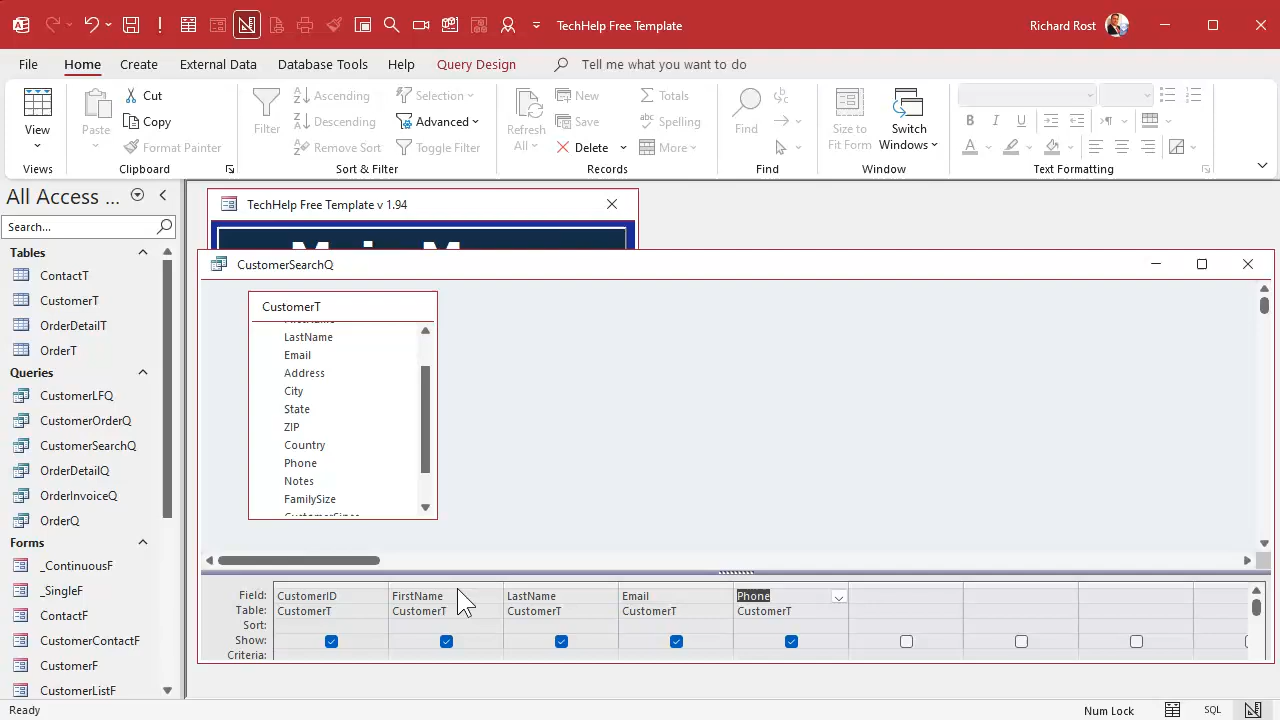 TechHelp Free Template
Richard Rost
File Home Create External Data Database Tools Help Query Design Tell me what you want to do
View
Views
Paste
Cut
Copy
Format Painter
Clipboard
Filter
Ascending
Descending
Remove Sort
Selection
Advanced
Toggle Filter
Sort & Filter
Refresh
All
New
Save
Delete
Totals
Spelling
More
Records
Find
Find
Size to
Fit Form
Switch
Windows
Window
B I U
A
Text Formatting
All Access ...
Search...
Tables
ContactT
CustomerT
OrderDetailT
OrderT
Queries
CustomerLFQ
CustomerOrderQ
CustomerSearchQ
OrderDetailQ
OrderInvoiceQ
OrderQ
Forms
_ContinuousF
_SingleF
ContactF
CustomerContactF
CustomerF
CustomerListF
TechHelp Free Template v 1.94
CustomerSearchQ
CustomerT
LastName
Email
Address
City
State
ZIP
Country
Phone
Notes
FamilySize
Field: CustomerID FirstName LastName Email Phone
Table: CustomerT CustomerT CustomerT CustomerT CustomerT
Sort:
Show:
Criteria:
Ready
Num Lock
SQL